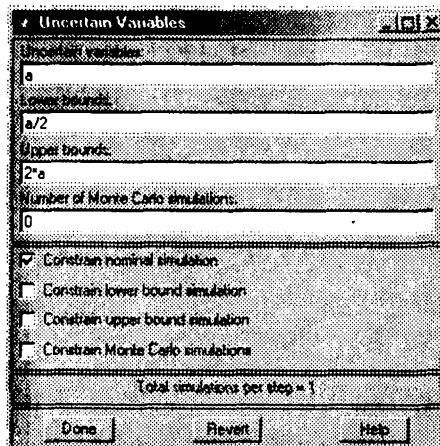 Uncertain Variables
Uncertain variables:
a
Lower bounds:
a/2
Upper bounds:
2*a
Number of Monte Carlo simulations:
0
Constrain nominal simulation
Constrain lower bound simulation
Constrain upper bound simulation
Constrain Monte Carlo simulations
Total simulations per step = 1
Done Revert Help